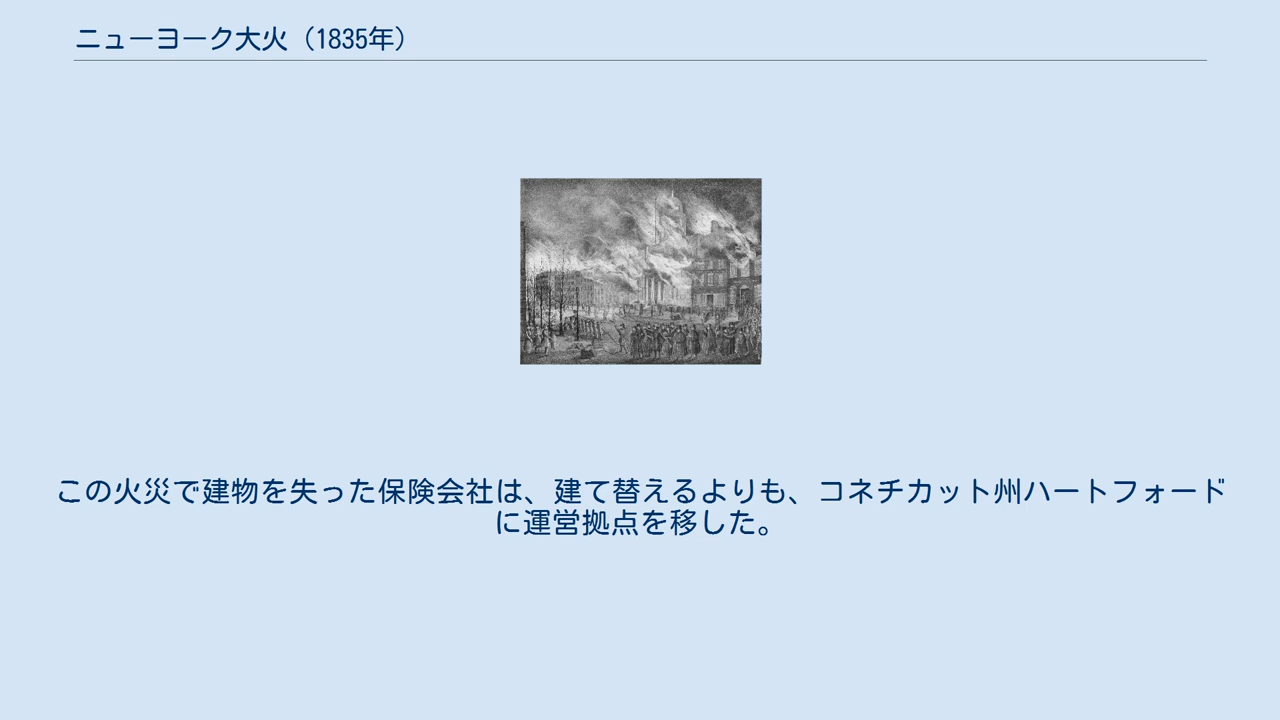 ニューヨーク大火（1835年）
この火災で建物を失った保険会社は、建て替えるよりも、コネチカット州ハートフォード
に運営拠点を移した。